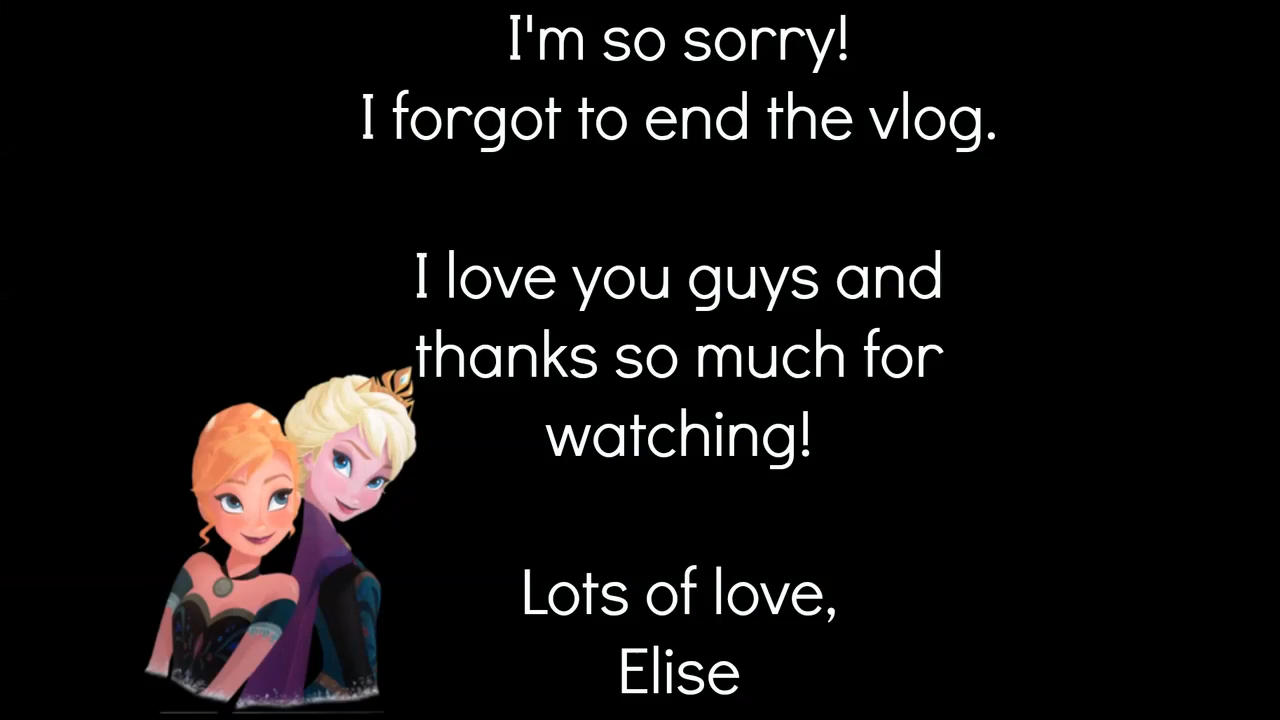 I'm so sorry!
I forgot to end the vlog.
I love you guys and
thanks so much for
watching!
Lots of love,
Elise